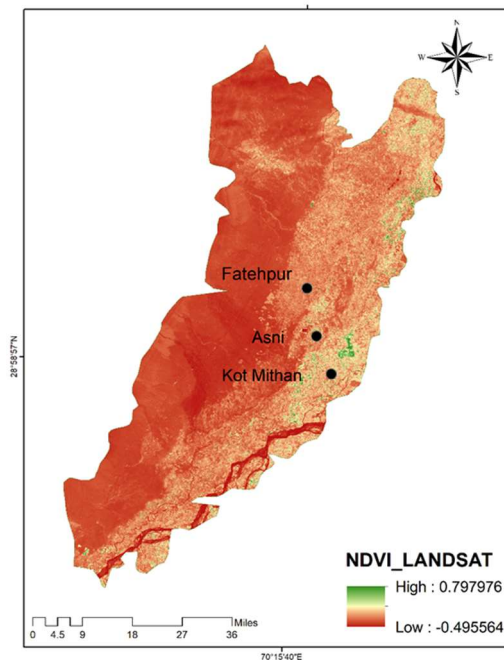 N
W E
S
Fatehpur
Asni
Kot Mithan
28°58'57"N
NDVI_LANDSAT
High : 0.797976
Low : -0.495564
Miles
0 4.5 9 18 27 36
70°15'40"E